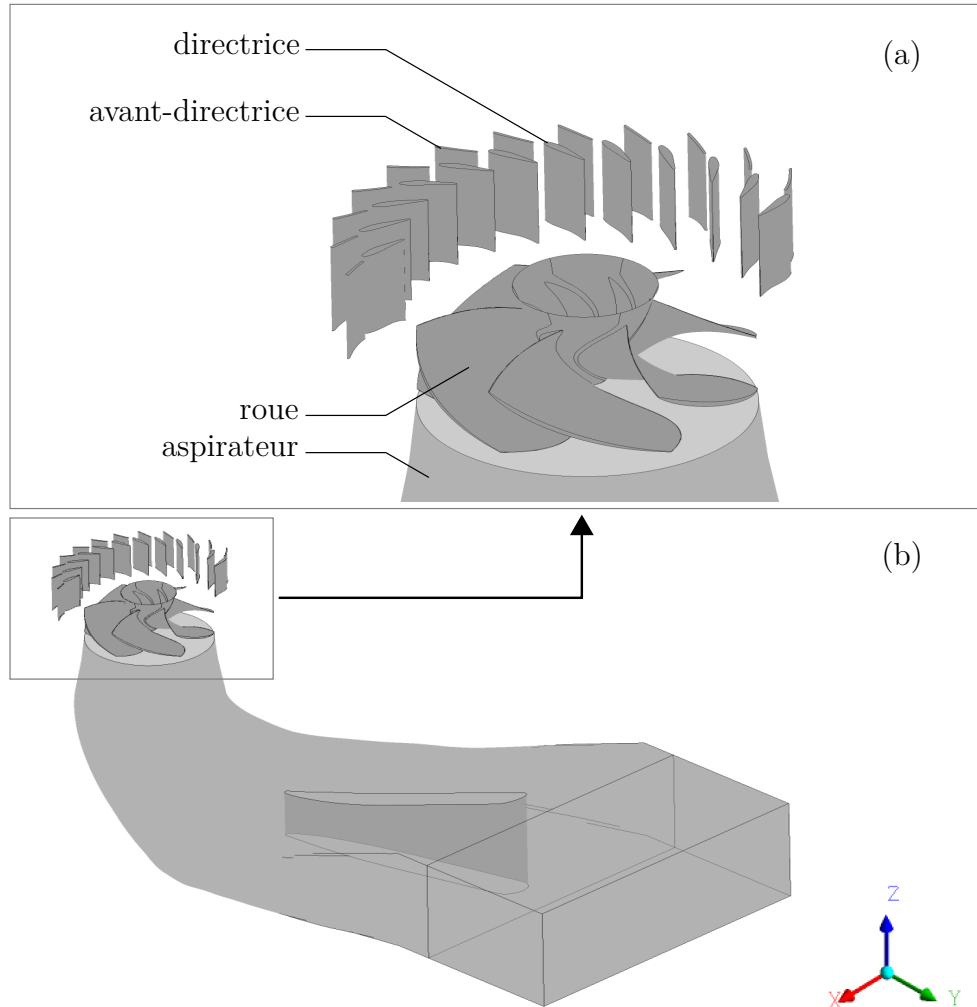 directrice
(a)
avant-directrice
roue
aspirateur
(b)
Z
X
Y